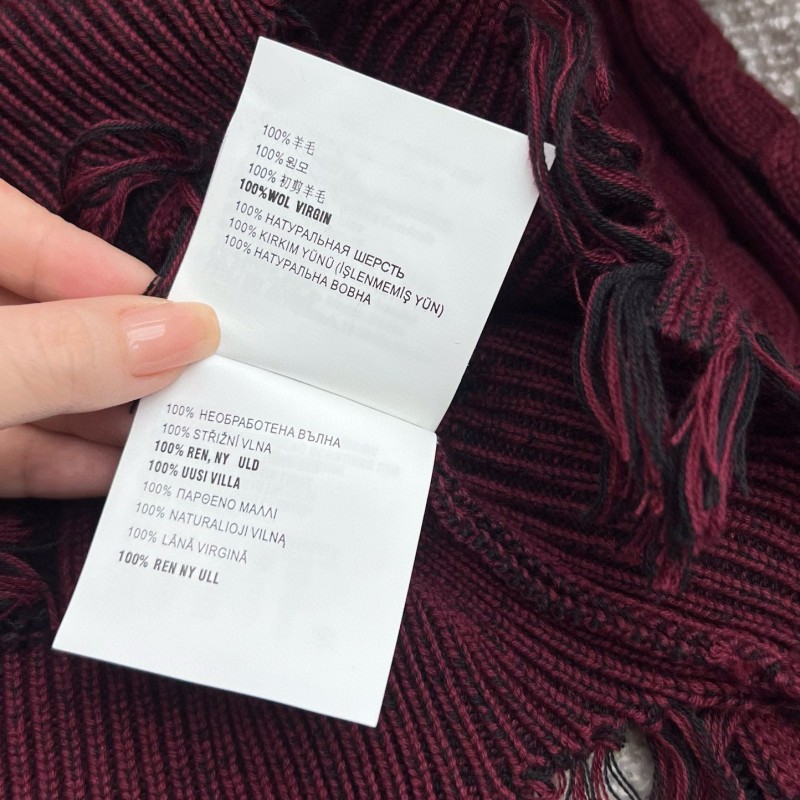 100%羊毛
100%원모
100% 初剪羊毛
100%WOL VIRGIN
100% НАТУРАЛЬНАЯ ШЕРСТЬ
100% KIRKIM YÜNÜ (İŞLENMEMİŞ YÜN)
100% НАТУРАЛЬНА ВОВНА
100% НЕОБРАБОТЕНА ВЪЛНА
100% STŘIŽNÍ VLNA
100% REN, NY ULD
100% UUSI VILLA
100% ΠΑΡΘΕΝΟ ΜΑΛΛΙ
100% NATURALIOJI VILNĄ
100% LÂNĂ VIRGINĂ
100% REN NY ULL